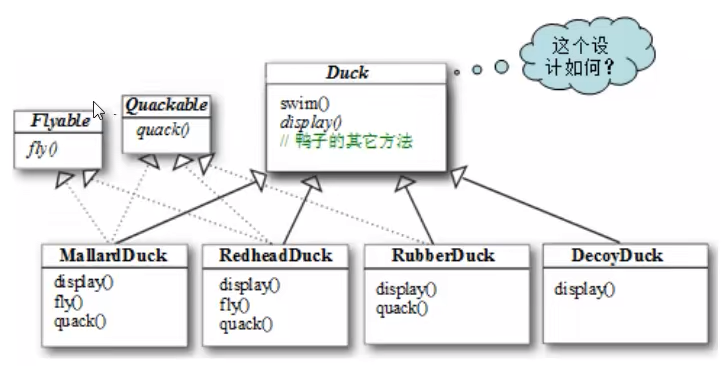 这个设
计如何?
Duck
swim()
display()
// 鸭子的其它方法
Flyable
fly()
Quackable
quack()
MallardDuck
display()
fly()
quack()
RedheadDuck
display()
fly()
quack()
RubberDuck
display()
quack()
DecoyDuck
display()